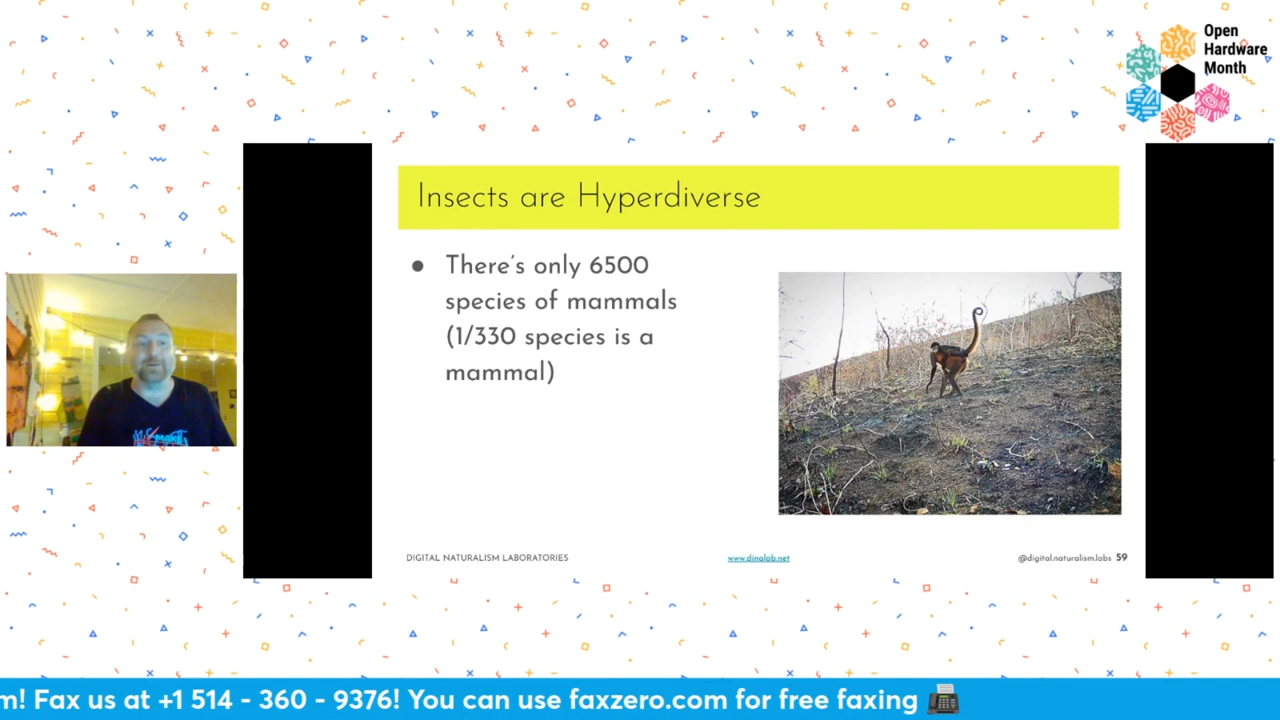 Open
Hardware
Month
Insects are Hyperdiverse
● There's only 6500
species of mammals
(1/330 species is a
mammal)
DIGITAL NATURALISM LABORATORIES
www.dinalab.net
@digital.naturalism.labs 59
m! Fax us at +1 514 - 360 - 9376! You can use faxzero.com for free faxing